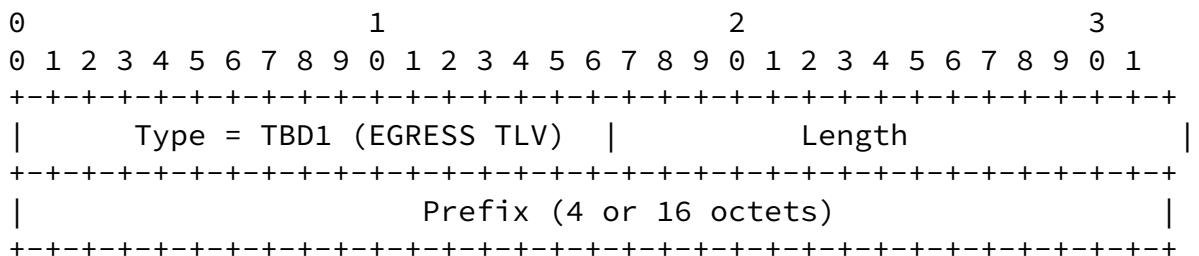 0                   1                   2                   3
0 1 2 3 4 5 6 7 8 9 0 1 2 3 4 5 6 7 8 9 0 1 2 3 4 5 6 7 8 9 0 1
+-+-+-+-+-+-+-+-+-+-+-+-+-+-+-+-+-+-+-+-+-+-+-+-+-+-+-+-+-+-+-+-+
|      Type = TBD1 (EGRESS TLV)  |          Length               |
+-+-+-+-+-+-+-+-+-+-+-+-+-+-+-+-+-+-+-+-+-+-+-+-+-+-+-+-+-+-+-+-+
|                      Prefix (4 or 16 octets)                  |
+-+-+-+-+-+-+-+-+-+-+-+-+-+-+-+-+-+-+-+-+-+-+-+-+-+-+-+-+-+-+-+-+